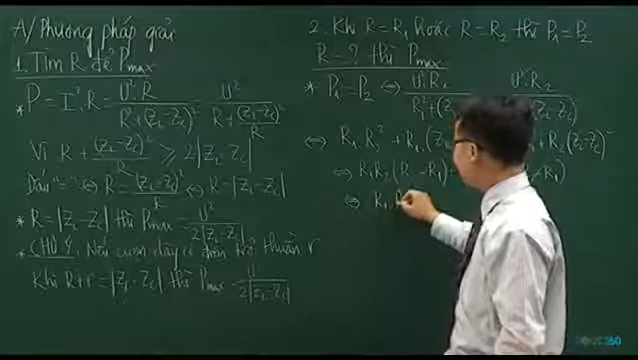 A/ Phương pháp giải
1. Tìm R để Pmax
* P = I².R = U².R / R²+(ZL-ZC)² = U² / R+(ZL-ZC)²/R
Vì R + (ZL-ZC)²/R ≥ 2|ZL-ZC|
Dấu "=" ⇔ R = (ZL-ZC)²/R ⇔ R = |ZL-ZC|
* R = |ZL-ZC| thì Pmax = U² / 2|ZL-ZC|
* CHÚ Ý. Nếu cuộn dây có điện trở thuần r
Khi R+r = |ZL-ZC| thì Pmax = U² / 2|ZL-ZC|
2. Khi R = R₁ hoặc R = R₂ thì P₁ = P₂
R = ? thì Pmax
* P₁ = P₂ ⇔ U².R₁ / R₁²+(Z U².R₂
⇔ R₁.R₂² + R₁.(ZL + R₂(ZL-ZC)²
⇔ R₁R₂(R₂-R₁) -R₁)
⇔ R₁.R
360